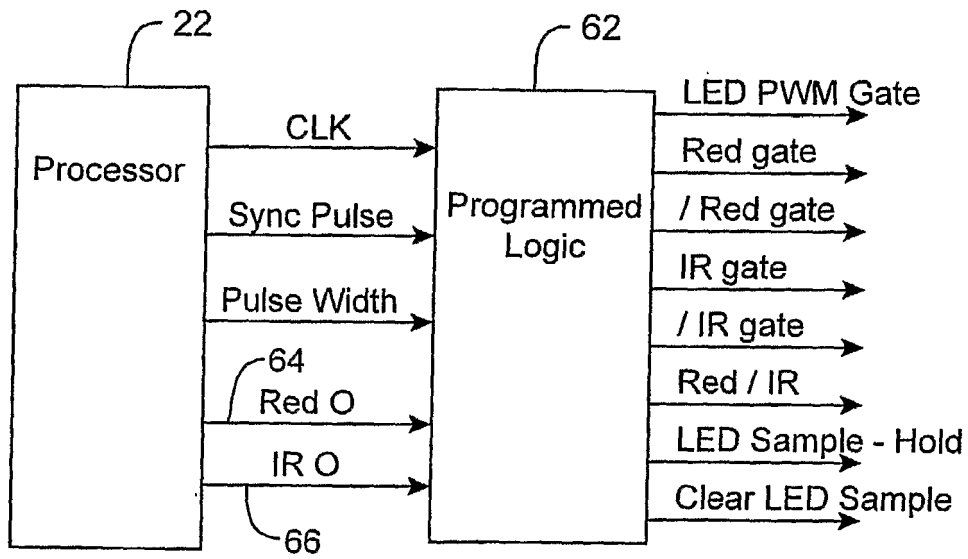 22
62
Processor
CLK
Sync Pulse
Pulse Width
64
Red O
IR O
66
Programmed
Logic
LED PWM Gate
Red gate
/ Red gate
IR gate
/ IR gate
Red / IR
LED Sample - Hold
Clear LED Sample